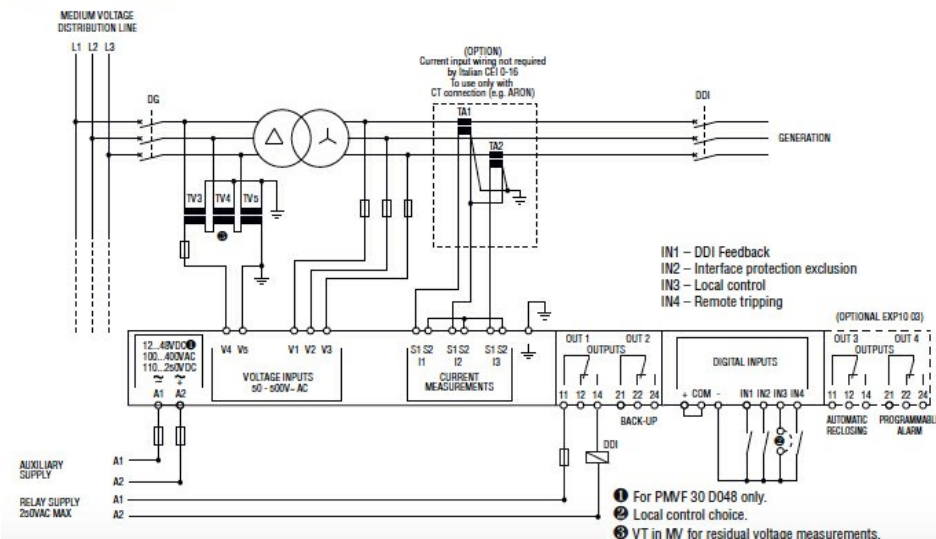 MEDIUM VOLTAGE
DISTRIBUTION LINE
L1 L2 L3
DG
(OPTION)
Current input wiring not required
by Italian CEI 0-16
To use only with
CT connection (e.g. ARON)
TA1
TA2
DDI
GENERATION
TV3 TV4 TV5
❸
IN1 – DDI Feedback
IN2 – Interface protection exclusion
IN3 – Local control
IN4 – Remote tripping
(OPTIONAL EXP10 03)
12...48VDC❶
100...400VAC
110...250VDC
~ ~
– +
A1 A2
V4 V5 V1 V2 V3
VOLTAGE INPUTS
50 - 500V~ AC
S1 S2 S1 S2 S1 S2
I1 I2 I3
CURRENT
MEASUREMENTS
OUT 1 OUT 2
OUTPUTS
11 12 14 21 22 24
BACK-UP
DIGITAL INPUTS
+ COM - IN1 IN2 IN3 IN4
❷
OUT 3 OUT 4
OUTPUTS
11 12 14 21 22 24
AUTOMATIC
RECLOSING
PROGRAMMABLE
ALARM
DDI
AUXILIARY
SUPPLY
A1
A2
RELAY SUPPLY
250VAC MAX
A1
A2
❶ For PMVF 30 D048 only.
❷ Local control choice.
❸ VT in MV for residual voltage measurements.